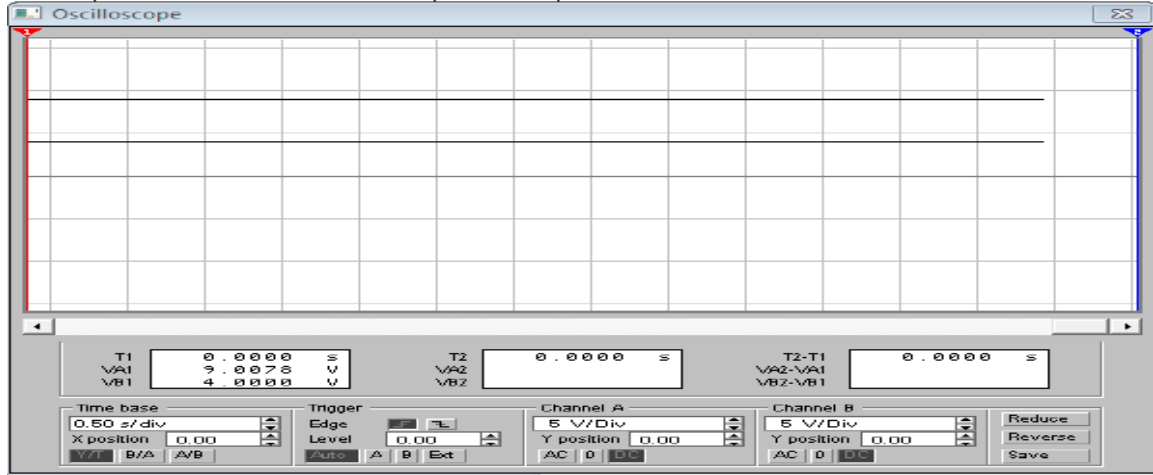 Oscilloscope
1
2
T1 0.0000 s T2 0.0000 s T2-T1 0.0000 s
VA1 9.0078 V VA2 VA2-VA1
VB1 4.0000 V VB2 VB2-VB1
Time base Trigger Channel A Channel B
0.50 s/div Edge 5 V/Div 5 V/Div Reduce
X position 0.00 Level 0.00 Y position 0.00 Y position 0.00 Reverse
Y/T B/A A/B Auto A B Ext AC 0 DC AC 0 DC Save